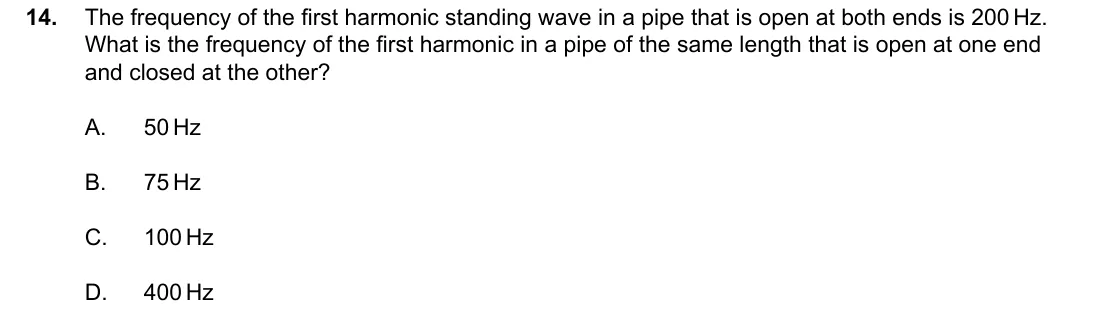 14. The frequency of the first harmonic standing wave in a pipe that is open at both ends is 200 Hz.
What is the frequency of the first harmonic in a pipe of the same length that is open at one end
and closed at the other?
A. 50 Hz
B. 75 Hz
C. 100 Hz
D. 400 Hz